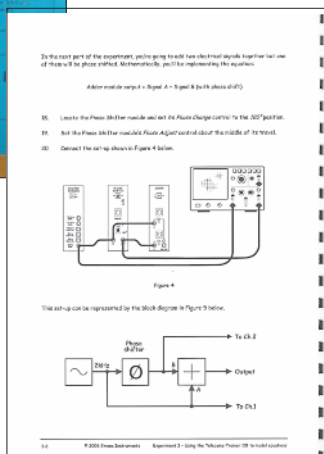 In the next part of the experiment, you're going to add two electrical signals together but one
of them will be phase shifted. Mathematically, you'll be implementing the equation:
Adder module output = Signal A + Signal B (with phase shift)
18. Locate the Phase Shifter module and set its Phase Change control to the 180° position.
19. Set the Phase Shifter module's Phase Adjust control about the middle of its travel.
20. Connect the set-up shown in Figure 4 below.
Figure 4
This set-up can be represented by the block diagram in Figure 5 below.
Phase
shifter
To Ch.2
2kHz
Ø
B
+
Output
A
To Ch.1
© 2005 Emona Instruments Experiment 3 - Using the Telecoms-Trainer 101 to model equations